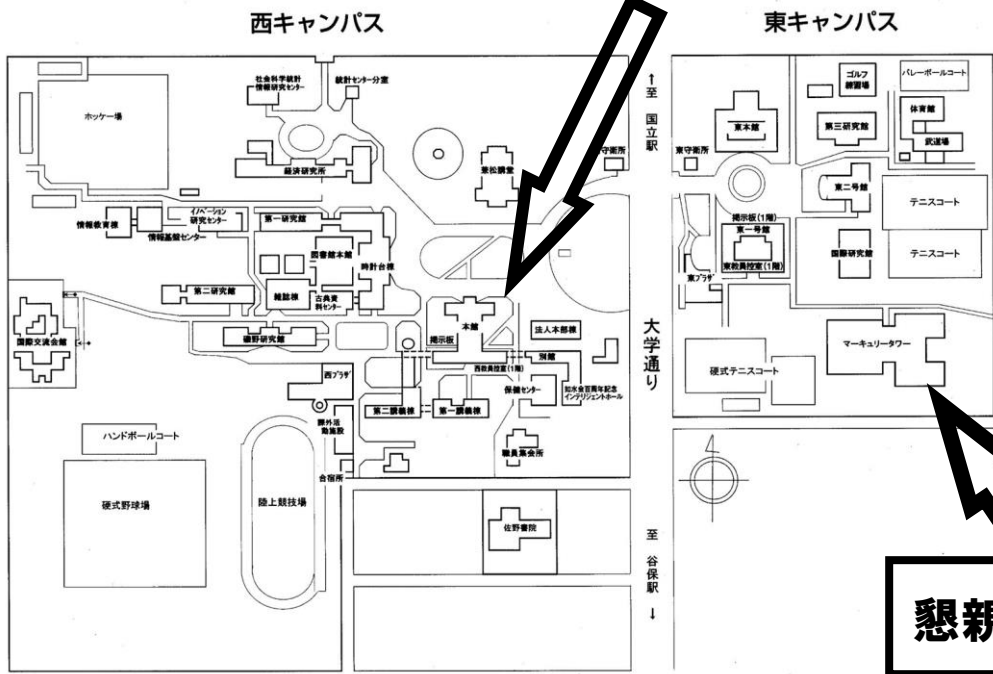 西キャンパス
東キャンパス
ホッケー場
社会科学統計
情報研究センター
統計センター分室
経済研究所
兼松講堂
守衛所
↑
至
国立駅
情報教育棟
情報基盤センター
イノベーション
研究センター
第一研究館
図書館本館
時計台棟
第二研究館
雑誌棟
古典資
料センター
国際交流会館
磯野研究館
掲示板
本館
法人本部棟
別館
西教員控室(1階)
保健センター
如水会百周年記念
インテリジェントホール
西プラザ
第二講義棟
第一講義棟
課外活
動施設
職員集会所
合宿所
ハンドボールコート
硬式野球場
陸上競技場
佐野書院
大学通り
至
谷保駅
↓
東守衛所
東本館
ゴルフ
練習場
バレーボールコート
第三研究館
体育館
武道場
東二号館
テニスコート
テニスコート
掲示板(1階)
東一号館
東教員控室(1階)
国際研究館
東プラザ
硬式テニスコート
マーキュリータワー
懇親